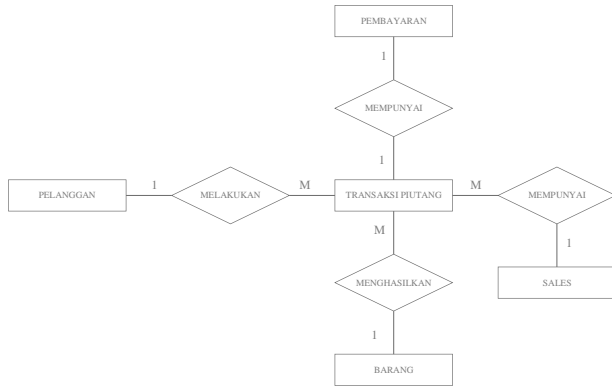 PEMBAYARAN
1
MEMPUNYAI
1
PELANGGAN
1
MELAKUKAN
M
TRANSAKSI PIUTANG
M
MEMPUNYAI
M
1
MENGHASILKAN
SALES
1
BARANG